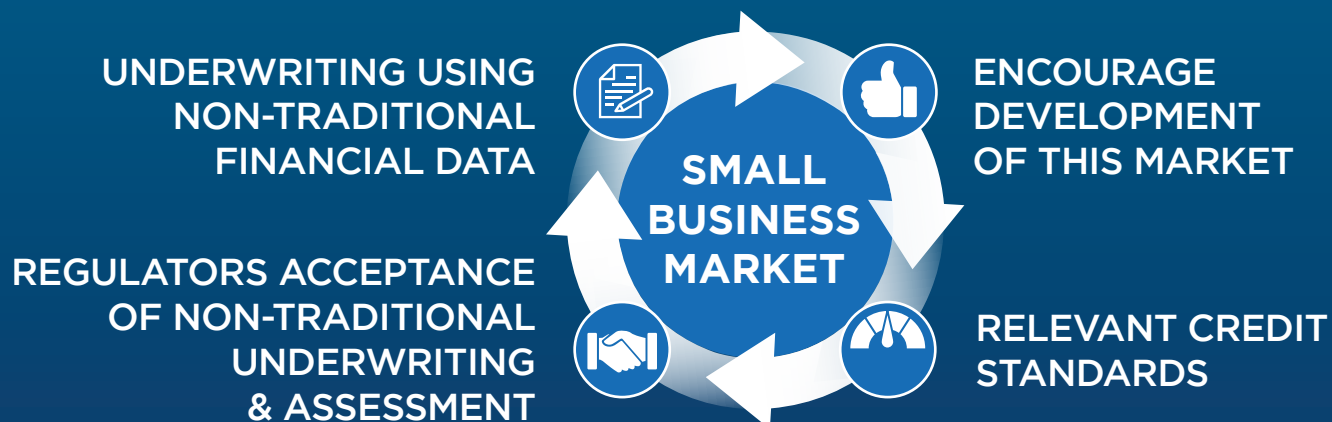 UNDERWRITING USING
NON-TRADITIONAL
FINANCIAL DATA
ENCOURAGE
DEVELOPMENT
OF THIS MARKET
SMALL
BUSINESS
MARKET
REGULATORS ACCEPTANCE
OF NON-TRADITIONAL
UNDERWRITING
& ASSESSMENT
RELEVANT CREDIT
STANDARDS